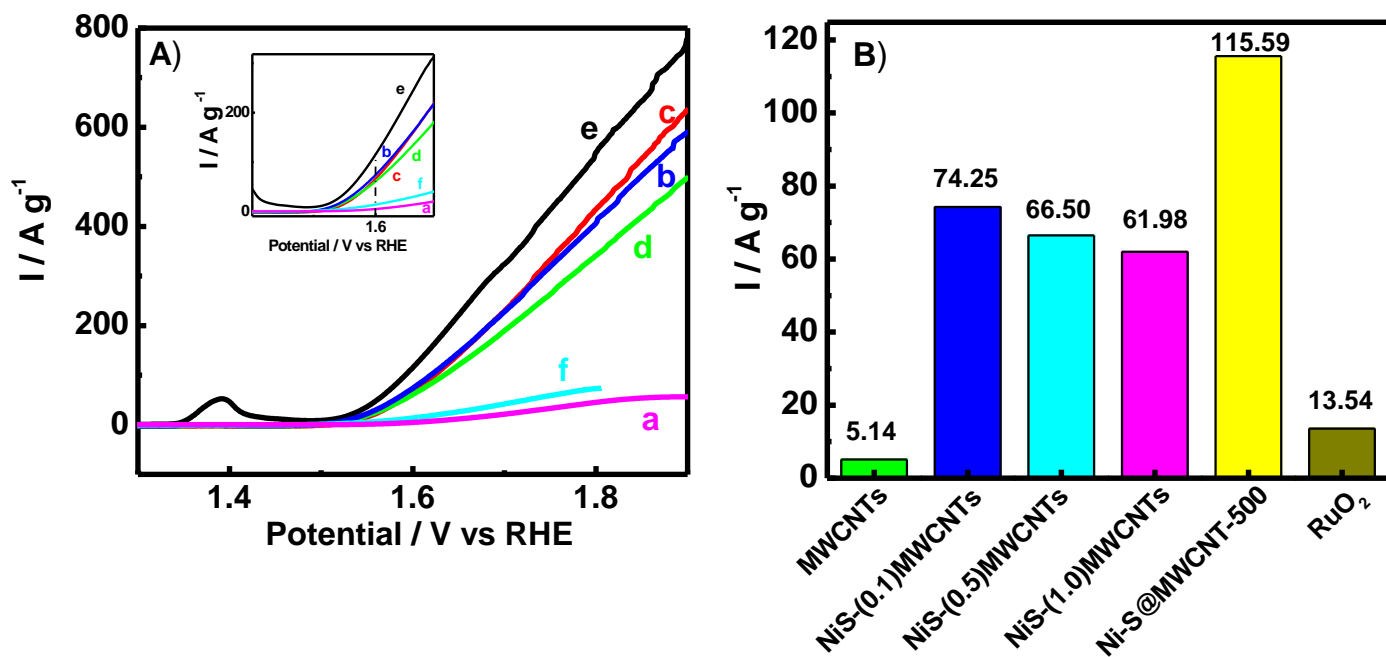 A)
800
600
400
200
0
I / A g-1
1.4 1.6 1.8
Potential / V vs RHE
e
c
b
d
f
a
200
0
I / A g-1
e
b
d
c
f
a
1.6
Potential / V vs RHE
B)
120
100
80
60
40
20
0
I / A g-1
5.14
74.25
66.50
61.98
115.59
13.54
MWCNTs
NiS-(0.1)MWCNTs
NiS-(0.5)MWCNTs
NiS-(1.0)MWCNTs
Ni-S@MWCNT-500
RuO2